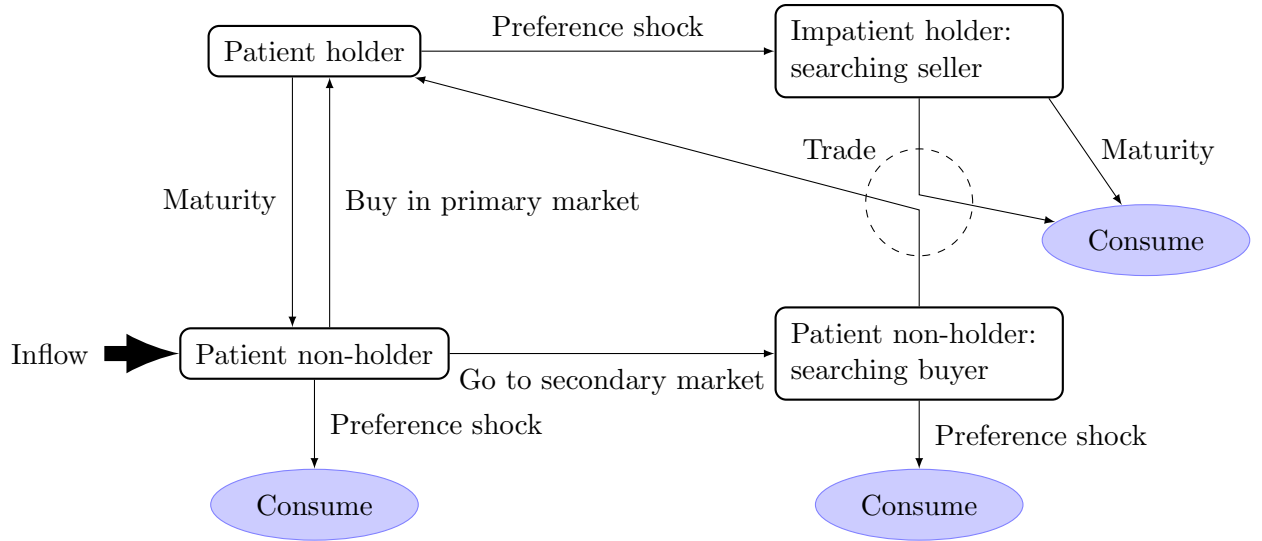 Patient holder
Preference shock
Impatient holder:
searching seller
Trade
Maturity
Maturity
Buy in primary market
Consume
Inflow
Patient non-holder
Go to secondary market
Patient non-holder:
searching buyer
Preference shock
Preference shock
Consume
Consume